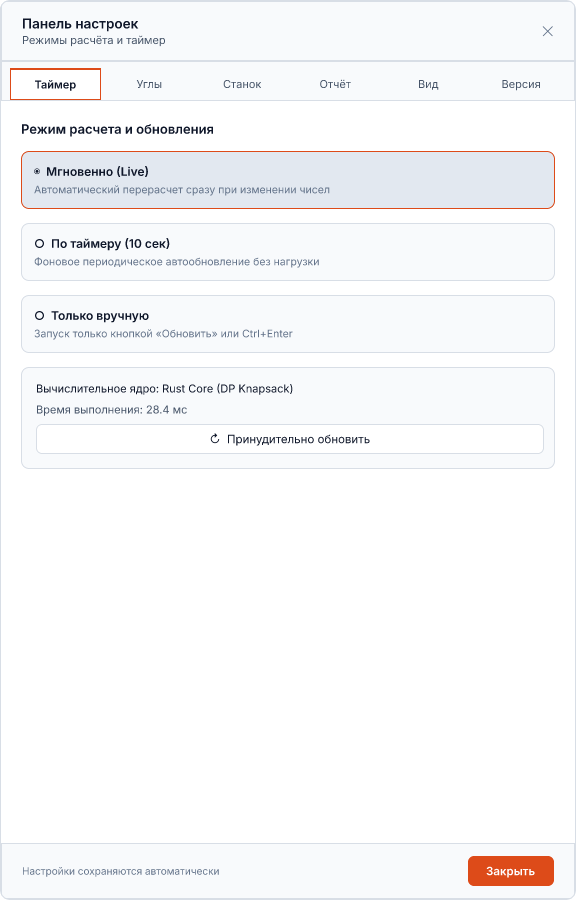 Панель настроек
Режимы расчёта и таймер
Таймер
Углы
Станок
Отчёт
Вид
Версия
Режим расчета и обновления
Мгновенно (Live)
Автоматический перерасчет сразу при изменении чисел
По таймеру (10 сек)
Фоновое периодическое автообновление без нагрузки
Только вручную
Запуск только кнопкой «Обновить» или Ctrl+Enter
Вычислительное ядро: Rust Core (DP Knapsack)
Время выполнения: 28.4 мс
Принудительно обновить
Настройки сохраняются автоматически
Закрыть